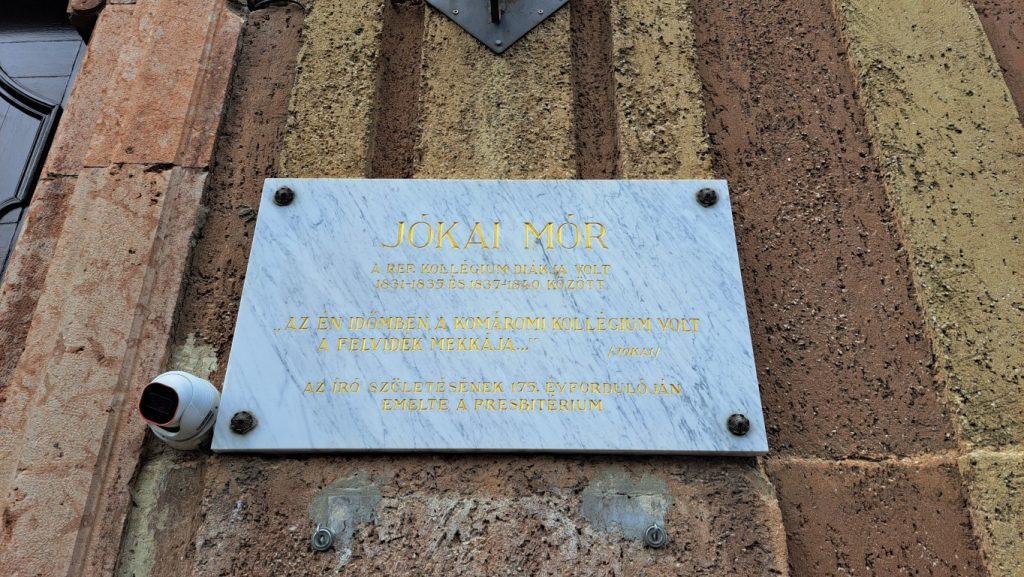 JÓKAI MÓR
A REF. KOLLÉGIUM DIÁKJA VOLT
1831-1835 ÉS 1837-1840 KÖZÖTT
„AZ ÉN IDŐMBEN, A KOMÁROMI KOLLÉGIUM VOLT
A FELVIDÉK MEKKÁJA..."
/JÓKAI/
AZ ÍRÓ SZÜLETÉSÉNEK 175. ÉVFORDULÓJÁN
EMELTE A PRESBITÉRIUM